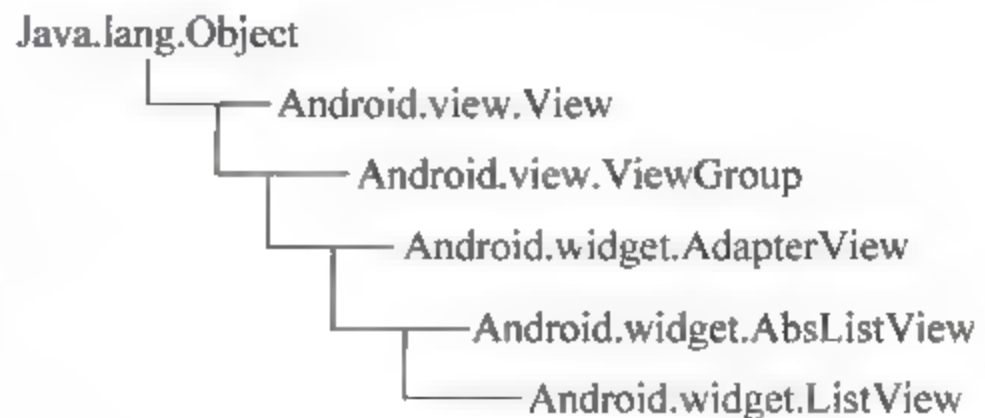 Java.lang.Object
Android.view.View
Android.view.ViewGroup
Android.widget.AdapterView
Android.widget.AbsListView
Android.widget.ListView